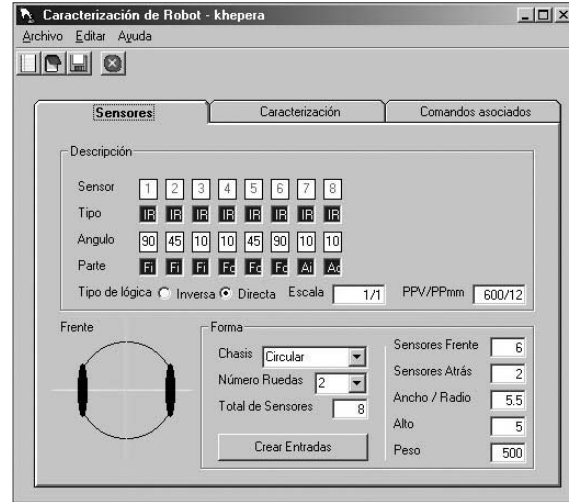 Caracterización de Robot - khepera
Archivo Editar Ayuda
Sensores Caracterización Comandos asociados
Descripción
Sensor 1 2 3 4 5 6 7 8
Tipo IR IR IR IR IR IR IR IR
Angulo 90 45 10 10 45 90 10 10
Parte Fi Fi Fi Fc Fc Fc Ai Ac
Tipo de lógica Inversa Directa Escala 1/1 PPV/PPmm 600/12
Frente
Forma
Chasis Circular
Número Ruedas 2
Total de Sensores 8
Crear Entradas
Sensores Frente 6
Sensores Atrás 2
Ancho / Radio 5.5
Alto 5
Peso 500